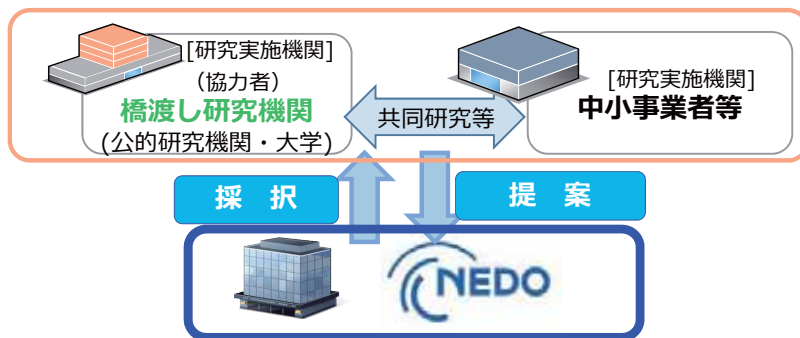 [研究実施機関]
(協力者)
橋渡し研究機関
(公的研究機関・大学)
共同研究等
[研究実施機関]
中小事業者等
採 択
提 案
NEDO